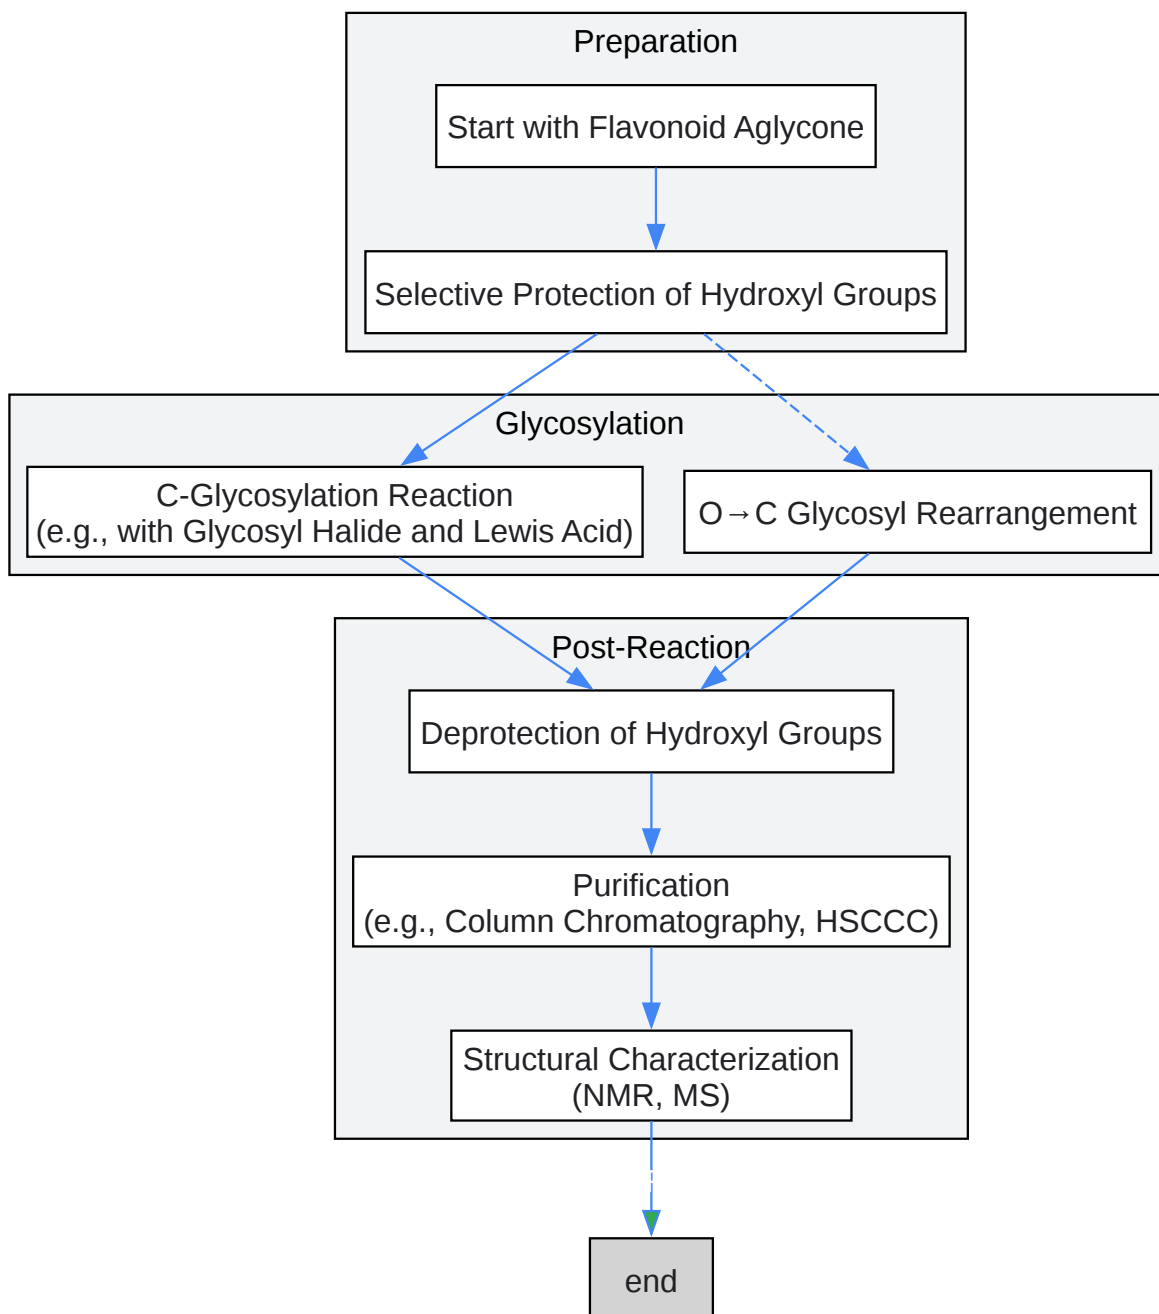 Preparation
Start with Flavonoid Aglycone
Selective Protection of Hydroxyl Groups
Glycosylation
C-Glycosylation Reaction
(e.g., with Glycosyl Halide and Lewis Acid)
O→C Glycosyl Rearrangement
Post-Reaction
Deprotection of Hydroxyl Groups
Purification
(e.g., Column Chromatography, HSCCC)
Structural Characterization
(NMR, MS)
end